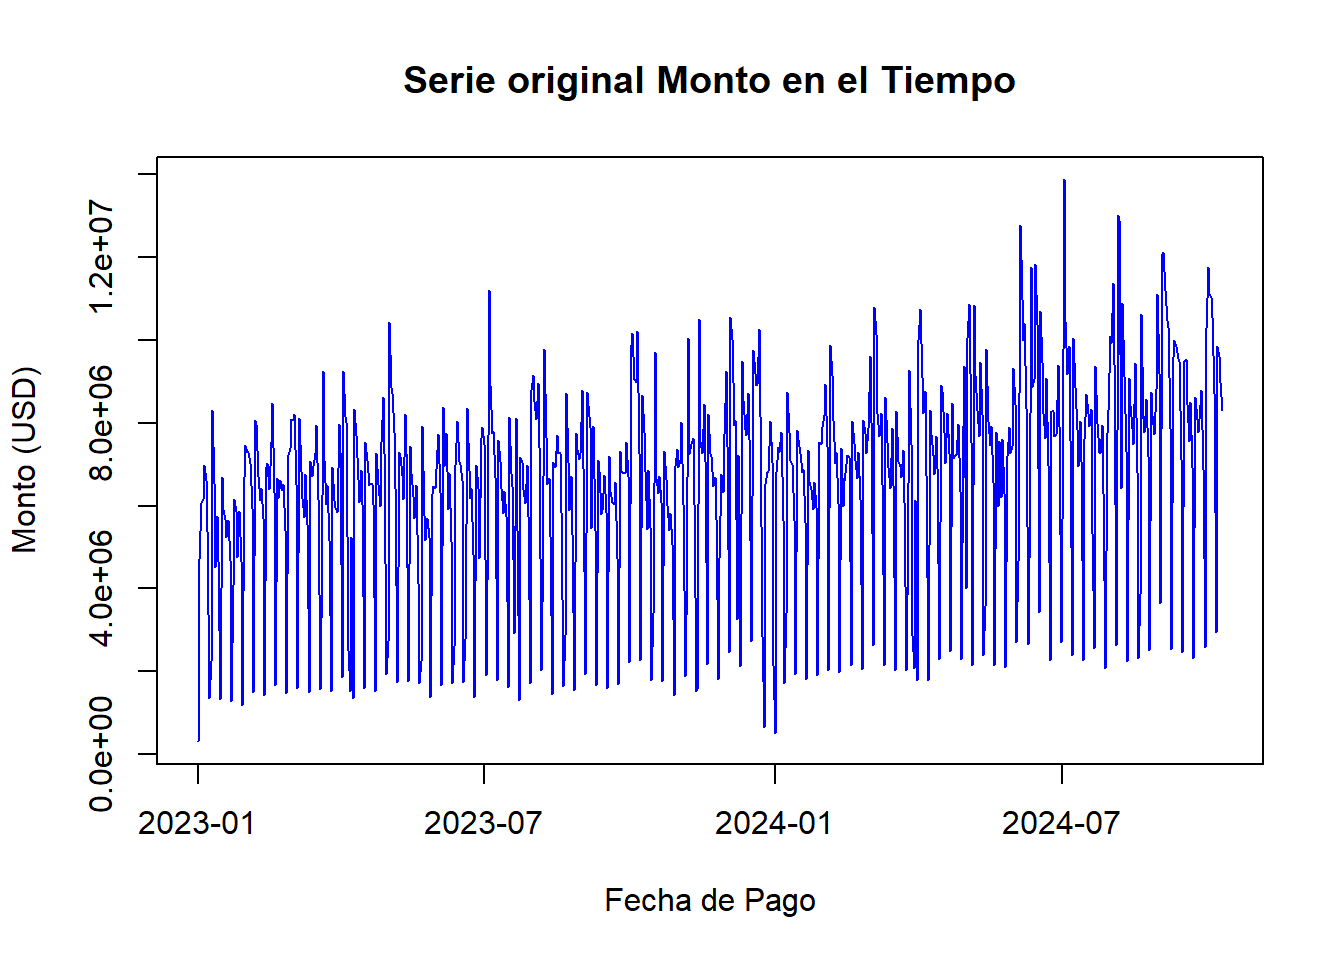 Serie original Monto en el Tiempo
Monto (USD)
1.2e+07
8.0e+06
4.0e+06
0.0e+00
2023-01
2023-07
2024-01
2024-07
Fecha de Pago